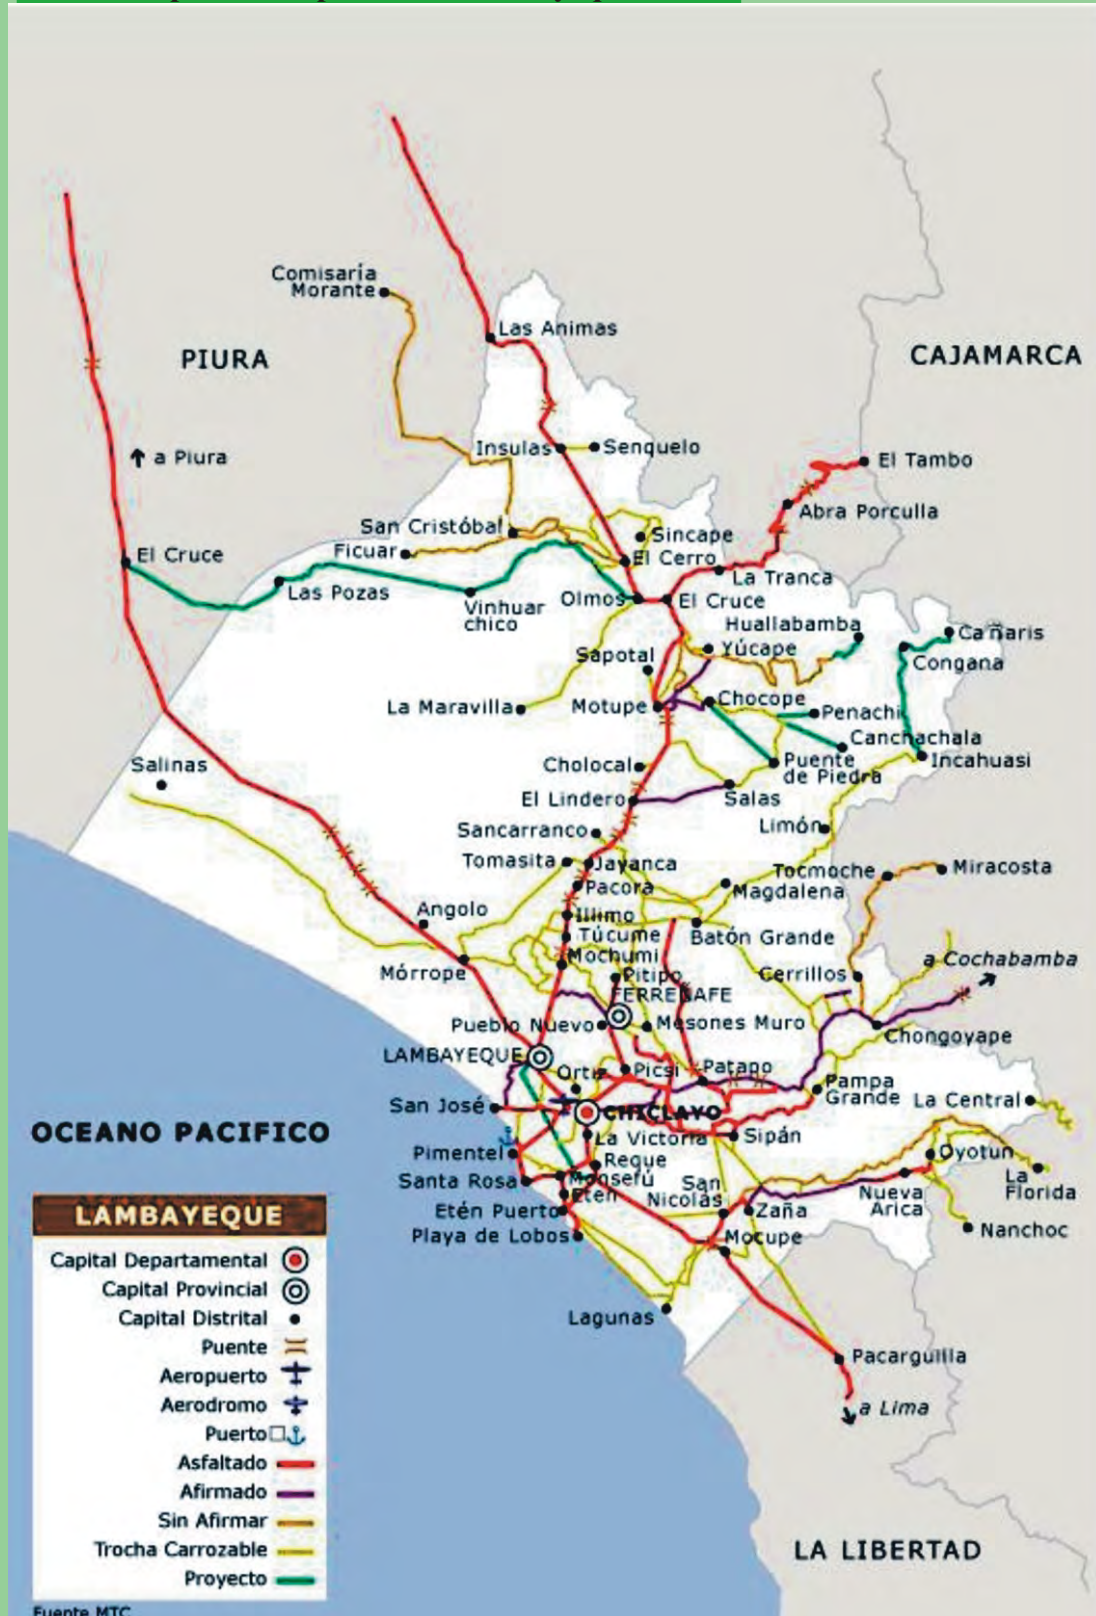 Comisaría
Morante
Las Animas
PIURA
CAJAMARCA
a Piura
Insulas
Senquelo
El Tambo
Abra Porculla
San Cristóbal
Sincape
Ficuar
El Cerro
El Cruce
La Tranca
Las Pozas
Vinhuar
chico
Olmos
El Cruce
Huallabamba
Cañaris
Yúcape
Congana
Sapotal
La Maravilla
Motupe
Chocope
Penachi
Canchachala
Salinas
Cholocal
Puente
de Piedra
Incahuasi
El Lindero
Salas
Sancarranco
Limón
Tomasita
Jayanca
Tocmoche
Miracosta
Pacora
Magdalena
Angolo
Illimo
Túcume
Batón Grande
Mochumi
a Cochabamba
Mórrope
Pitipo
Cerrillos
FERREÑAFE
Pueblo Nuevo
Mesones Muro
Chongoyape
LAMBAYEQUE
Ortiz
Picsi
Patapo
Pampa
Grande
La Central
San José
CHICLAYO
OCEANO PACIFICO
La Victoria
Sipán
Pimentel
Reque
Oyotun
Santa Rosa
Monsefú
San
Nicolás
La
Florida
Eten
Nueva
Arica
Etén Puerto
Zaña
Nanchoc
Playa de Lobos
Mocupe
Lagunas
Pacarguilla
a Lima
LA LIBERTAD
LAMBAYEQUE
Capital Departamental
Capital Provincial
Capital Distrital
Puente
Aeropuerto
Aerodromo
Puerto
Asfaltado
Afirmado
Sin Afirmar
Trocha Carrozable
Proyecto
Fuente MTC